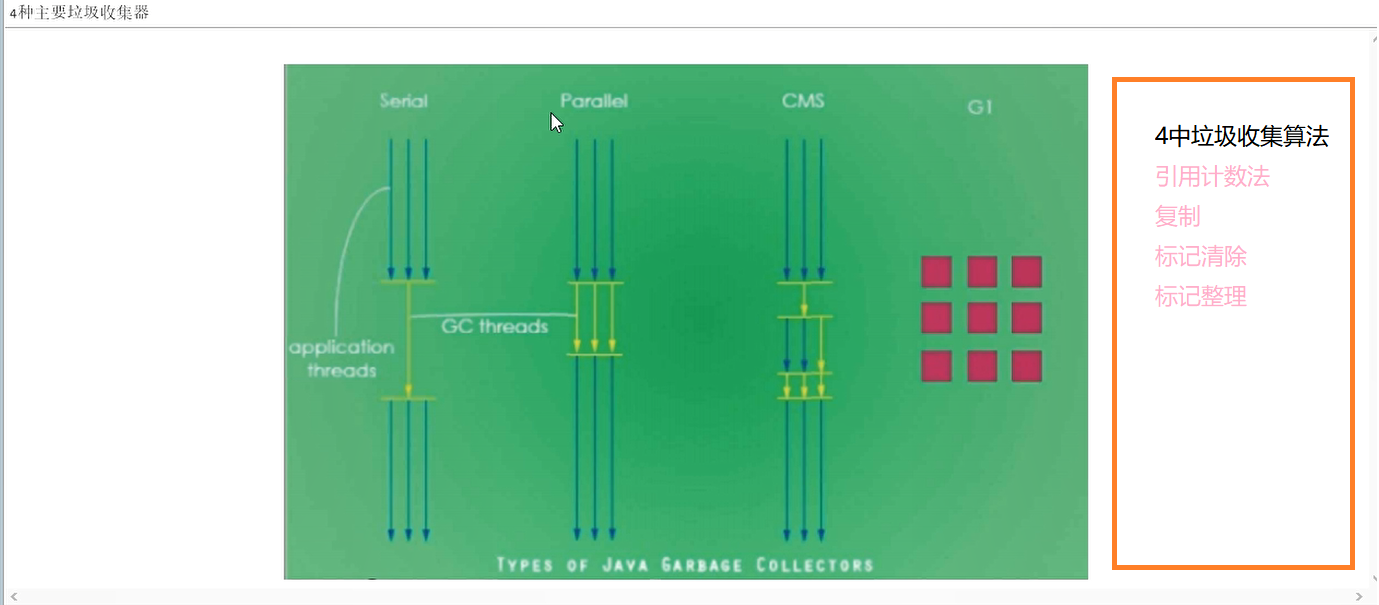 4种主要垃圾收集器
Serial
Parallel
CMS
G1
GC threads
application
threads
TYPES OF JAVA GARBAGE COLLECTORS
4中垃圾收集算法
引用计数法
复制
标记清除
标记整理